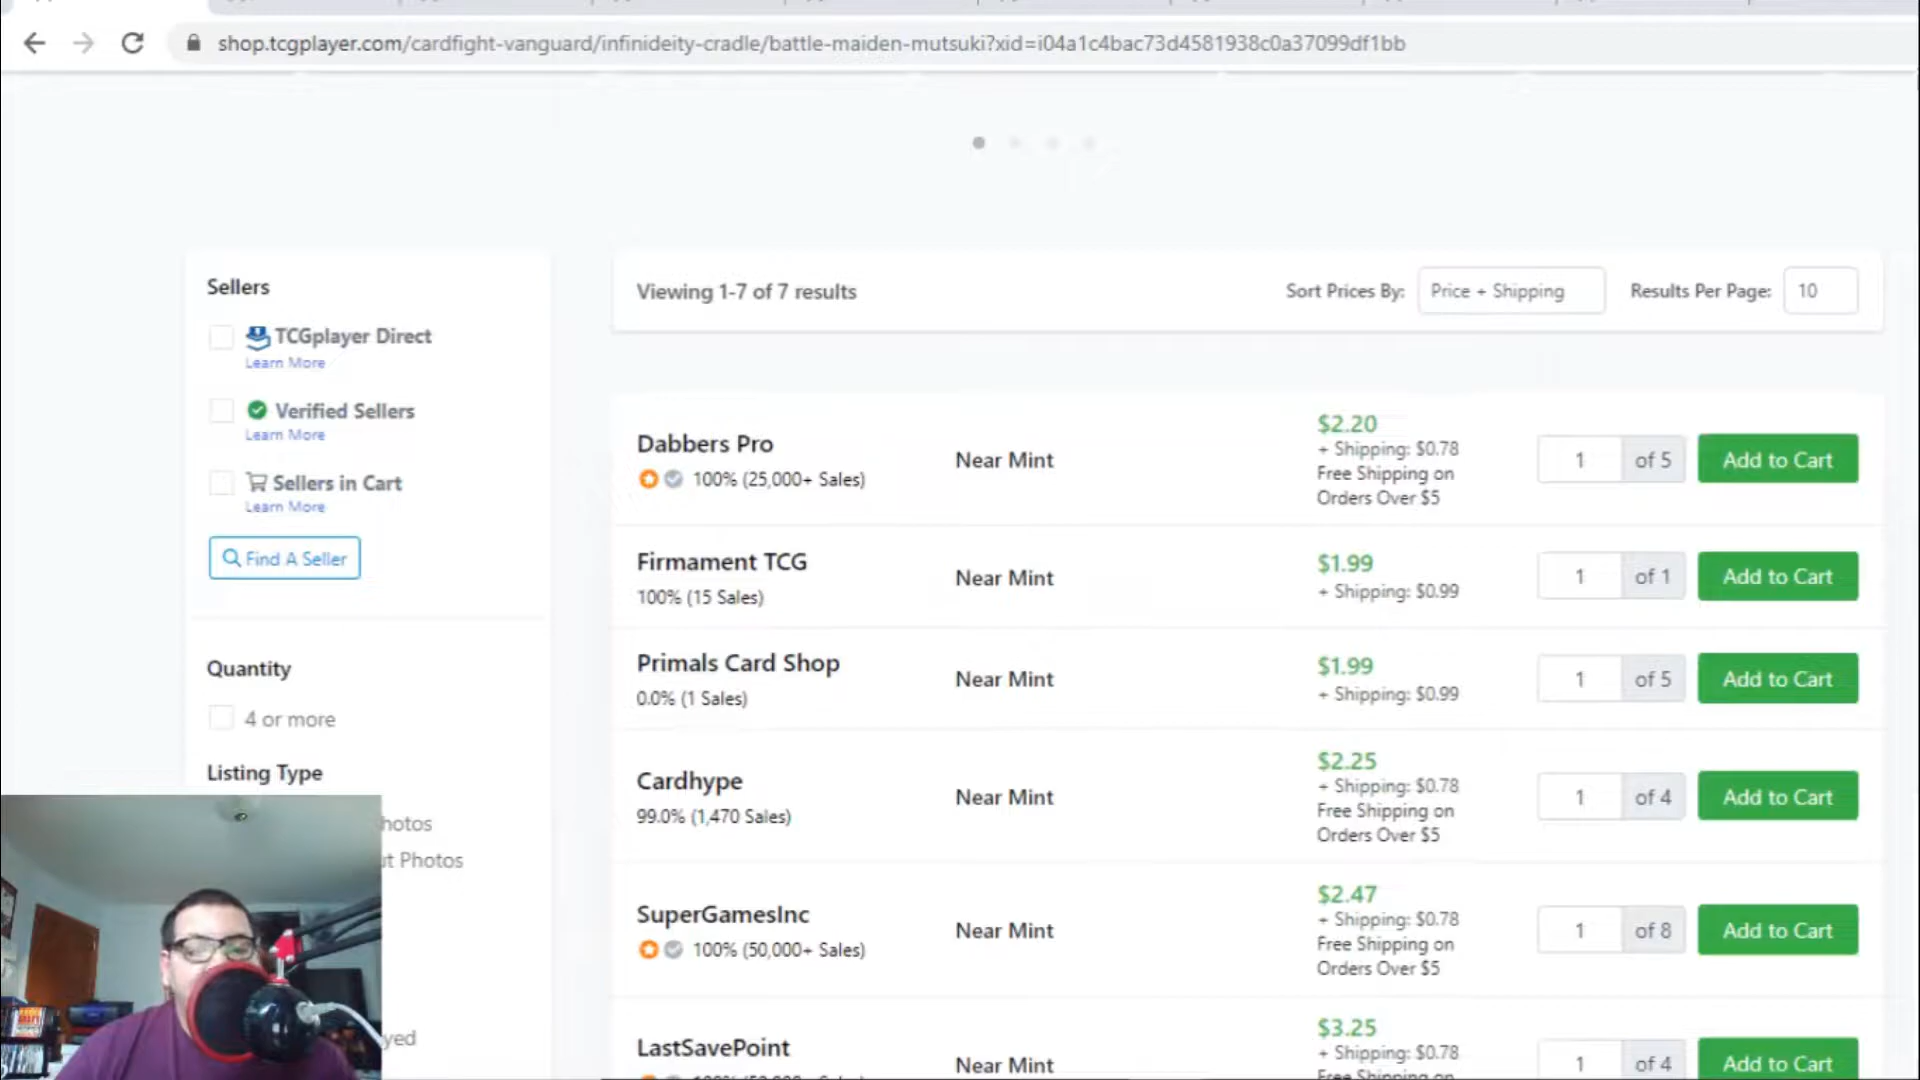 shop.tcgplayer.com/cardfight-vanguard/infinideity-cradle/battle-maiden-mutsuki?xid=i04a1c4bac73d4581938c0a37099df1bb
Sellers
TCGplayer Direct
Learn More
Verified Sellers
Learn More
Sellers in Cart
Learn More
Find A Seller
Quantity
4 or more
Listing Type
hotos
ut Photos
yed
Viewing 1-7 of 7 results
Sort Prices By: Price + Shipping
Results Per Page: 10
Dabbers Pro
100% (25,000+ Sales)
Near Mint
$2.20
+ Shipping: $0.78
Free Shipping on
Orders Over $5
1 of 5 Add to Cart
Firmament TCG
100% (15 Sales)
Near Mint
$1.99
+ Shipping: $0.99
1 of 1 Add to Cart
Primals Card Shop
0.0% (1 Sales)
Near Mint
$1.99
+ Shipping: $0.99
1 of 5 Add to Cart
Cardhype
99.0% (1,470 Sales)
Near Mint
$2.25
+ Shipping: $0.78
Free Shipping on
Orders Over $5
1 of 4 Add to Cart
SuperGamesInc
100% (50,000+ Sales)
Near Mint
$2.47
+ Shipping: $0.78
Free Shipping on
Orders Over $5
1 of 8 Add to Cart
LastSavePoint
Near Mint
$3.25
+ Shipping: $0.78
Free Shipping on
1 of 4 Add to Cart